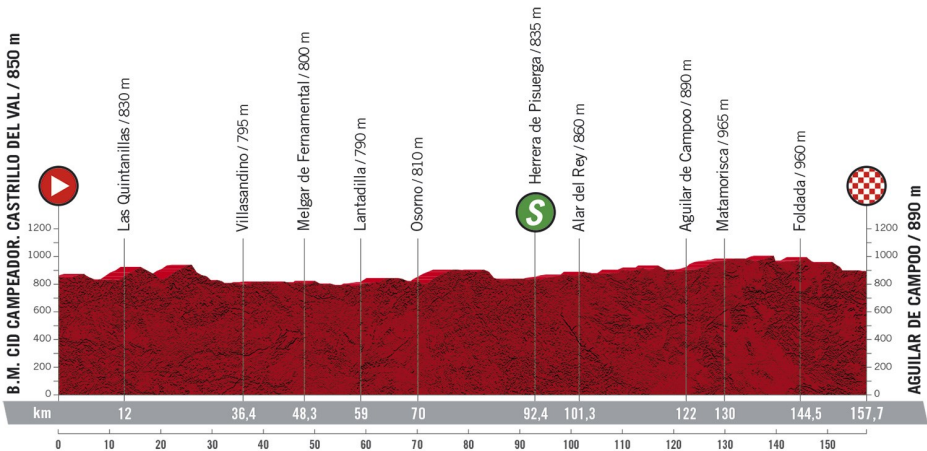 B.M. CID CAMPEADOR. CASTRILLO DEL VAL / 850 m
Las Quintanillas / 830 m
Villasandino / 795 m
Melgar de Fernamental / 800 m
Lantadilla / 790 m
Osorno / 810 m
Herrera de Pisuerga / 835 m
S
Alar del Rey / 860 m
Aguilar de Campoo / 890 m
Matamorisca / 965 m
Foldada / 960 m
AGUILAR DE CAMPOO / 890 m
1200 1200
1000 1000
800 800
600 600
400 400
200 200
0 0
km 12 36,4 48,3 59 70 92,4 101,3 122 130 144,5 157,7
0 10 20 30 40 50 60 70 80 90 100 110 120 130 140 150